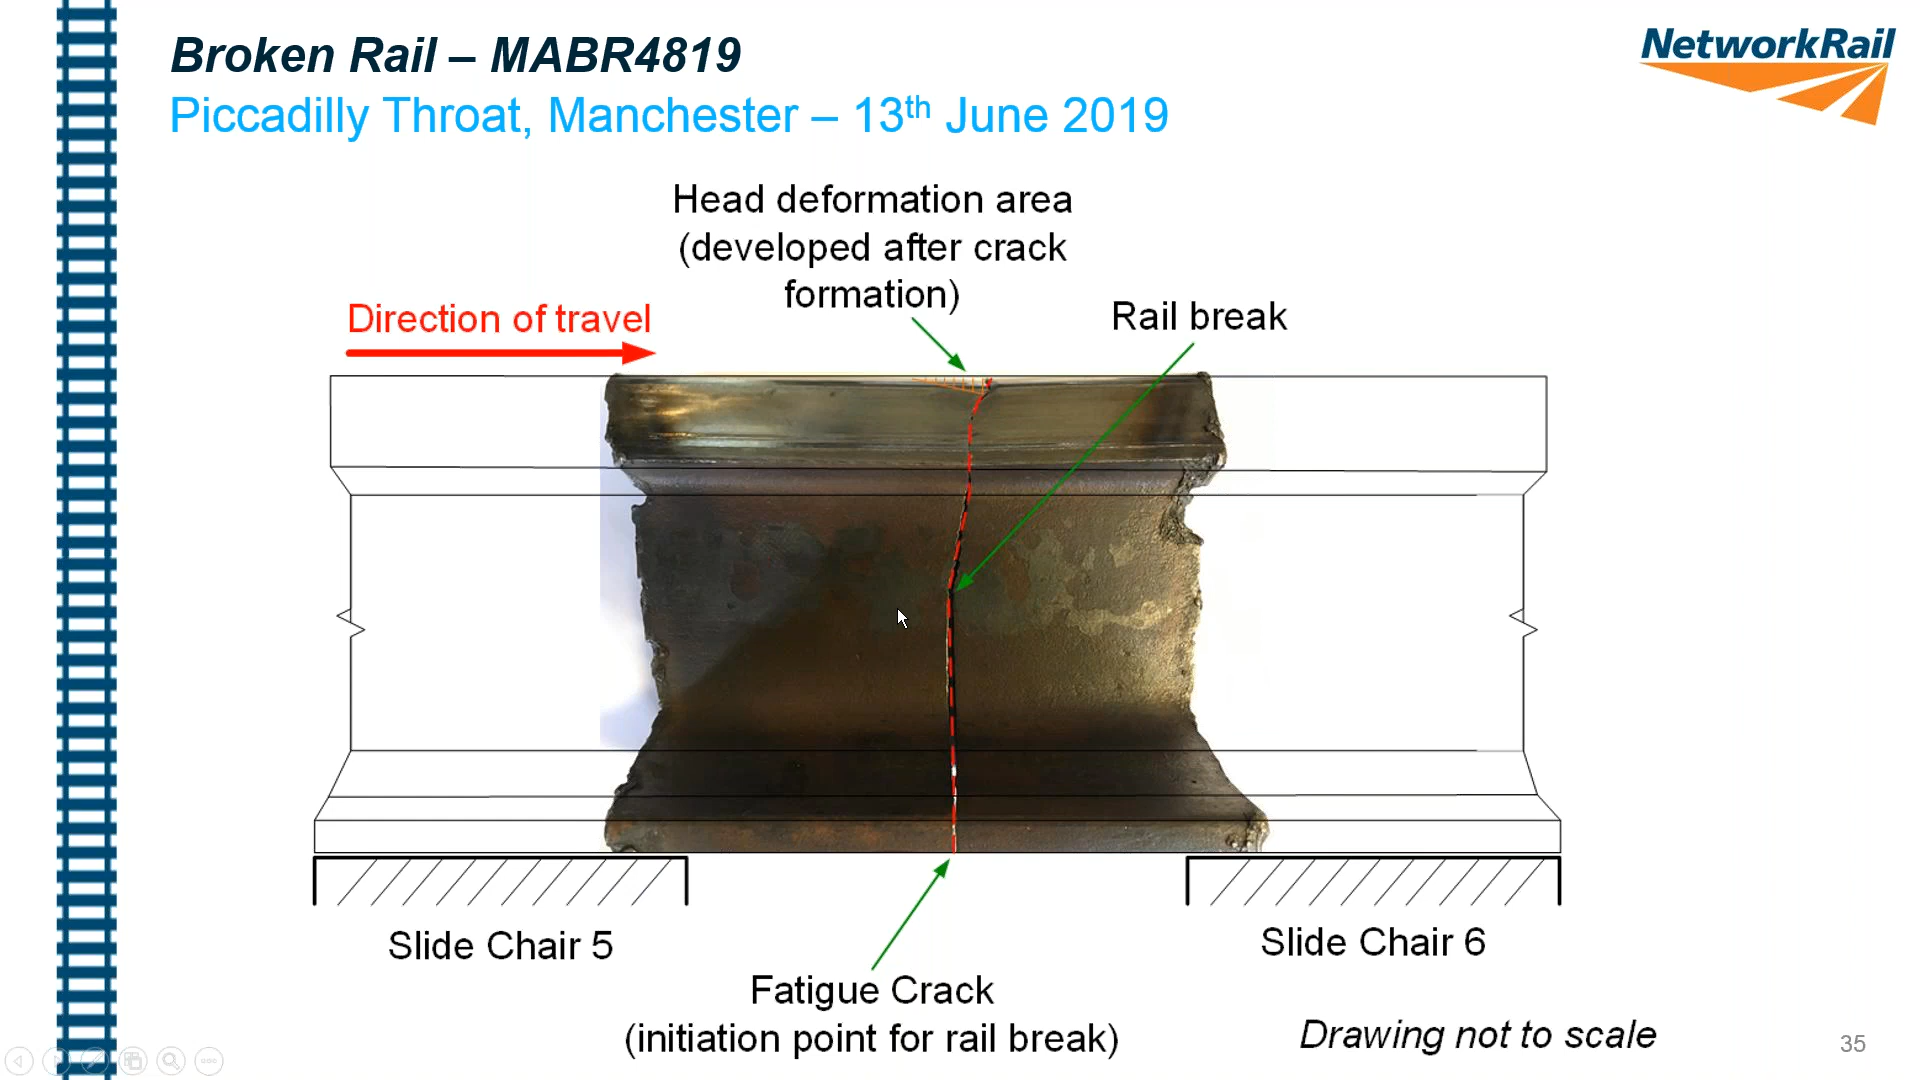 Broken Rail – MABR4819
NetworkRail
Piccadilly Throat, Manchester – 13th June 2019
Head deformation area
(developed after crack
formation)
Direction of travel
Rail break
Slide Chair 5
Slide Chair 6
Fatigue Crack
(initiation point for rail break)
Drawing not to scale
35